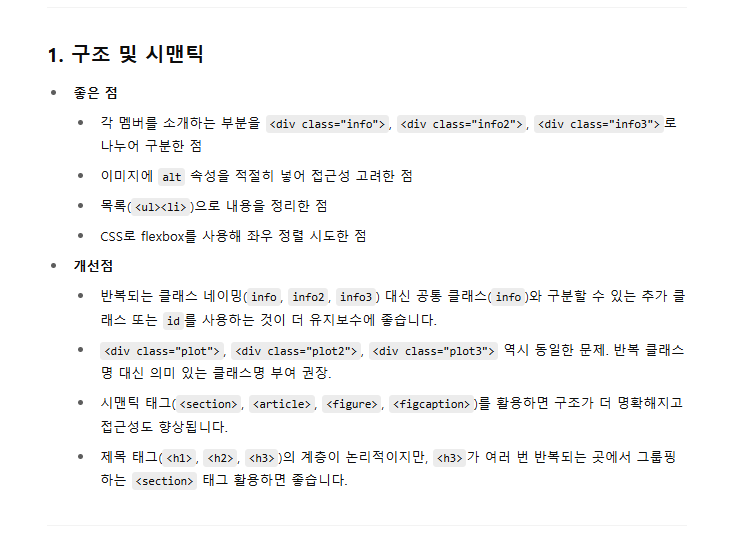 1. 구조 및 시맨틱
좋은 점
각 멤버를 소개하는 부분을 <div class="info">, <div class="info2">, <div class="info3">로
나누어 구분한 점
이미지에 alt 속성을 적절히 넣어 접근성 고려한 점
목록(<ul><li>)으로 내용을 정리한 점
CSS로 flexbox를 사용해 좌우 정렬 시도한 점
개선점
반복되는 클래스 네이밍(info, info2, info3) 대신 공통 클래스(info)와 구분할 수 있는 추가 클
래스 또는 id를 사용하는 것이 더 유지보수에 좋습니다.
<div class="plot">, <div class="plot2">, <div class="plot3"> 역시 동일한 문제. 반복 클래스
명 대신 의미 있는 클래스명 부여 권장.
시맨틱 태그(<section>, <article>, <figure>, <figcaption>)를 활용하면 구조가 더 명확해지고
접근성도 향상됩니다.
제목 태그(<h1>, <h2>, <h3>)의 계층이 논리적이지만, <h3>가 여러 번 반복되는 곳에서 그룹핑
하는 <section> 태그 활용하면 좋습니다.